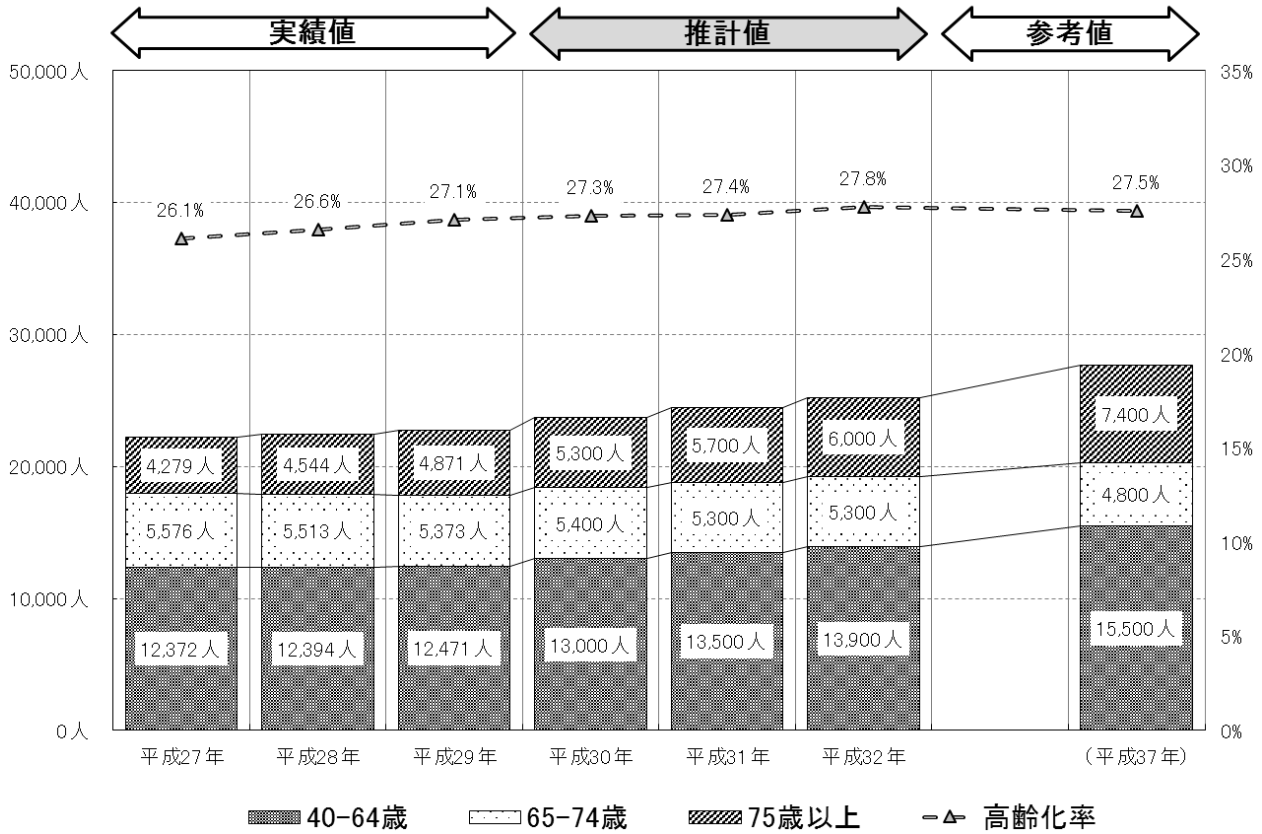 実績値 推計値 参考値
50,000人 35%
30%
40,000人
26.1% 26.6% 27.1% 27.3% 27.4% 27.8% 27.5%
25%
30,000人
20%
20,000人
15%
4,279人 4,544人 4,871人 5,300人 5,700人 6,000人 7,400人
5,576人 5,513人 5,373人 5,400人 5,300人 5,300人 4,800人
10,000人
10%
12,372人 12,394人 12,471人 13,000人 13,500人 13,900人 15,500人
5%
0人 0%
平成27年 平成28年 平成29年 平成30年 平成31年 平成32年 (平成37年)
40-64歳 65-74歳 75歳以上 高齢化率